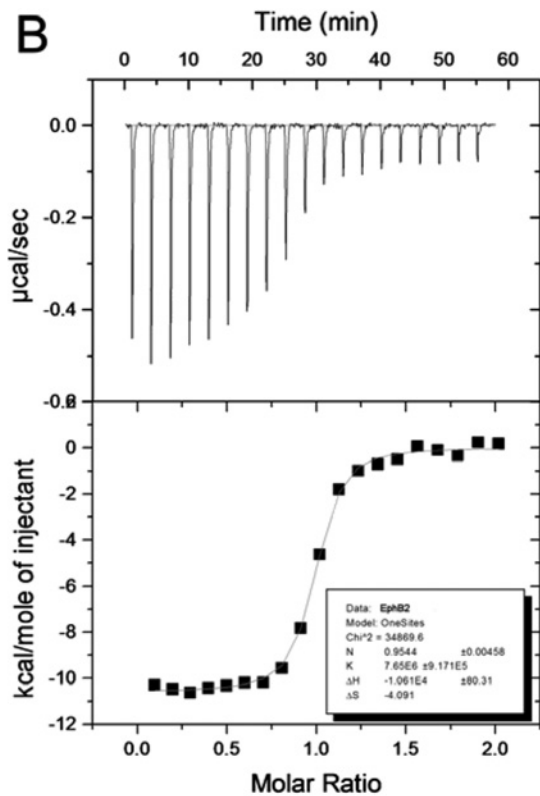 B
Time (min)
0 10 20 30 40 50 60
0.0
-0.2
µcal/sec
-0.4
-0.6
2
0
-2
-4
kcal/mole of injectant
-6
-8
-10
-12
Data: EphB2
Model: OneSites
Chi^2 = 34869.6
N 0.9544 ±0.00458
K 7.65E6 ±9.171E5
ΔH -1.061E4 ±80.31
ΔS -4.091
0.0 0.5 1.0 1.5 2.0
Molar Ratio